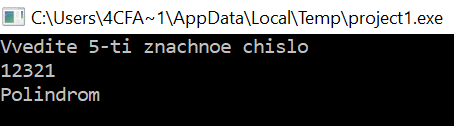 C:\Users\4CFA~1\AppData\Local\Temp\project1.exe
Vvedite 5-ti znachnoe chislo
12321
Polindrom